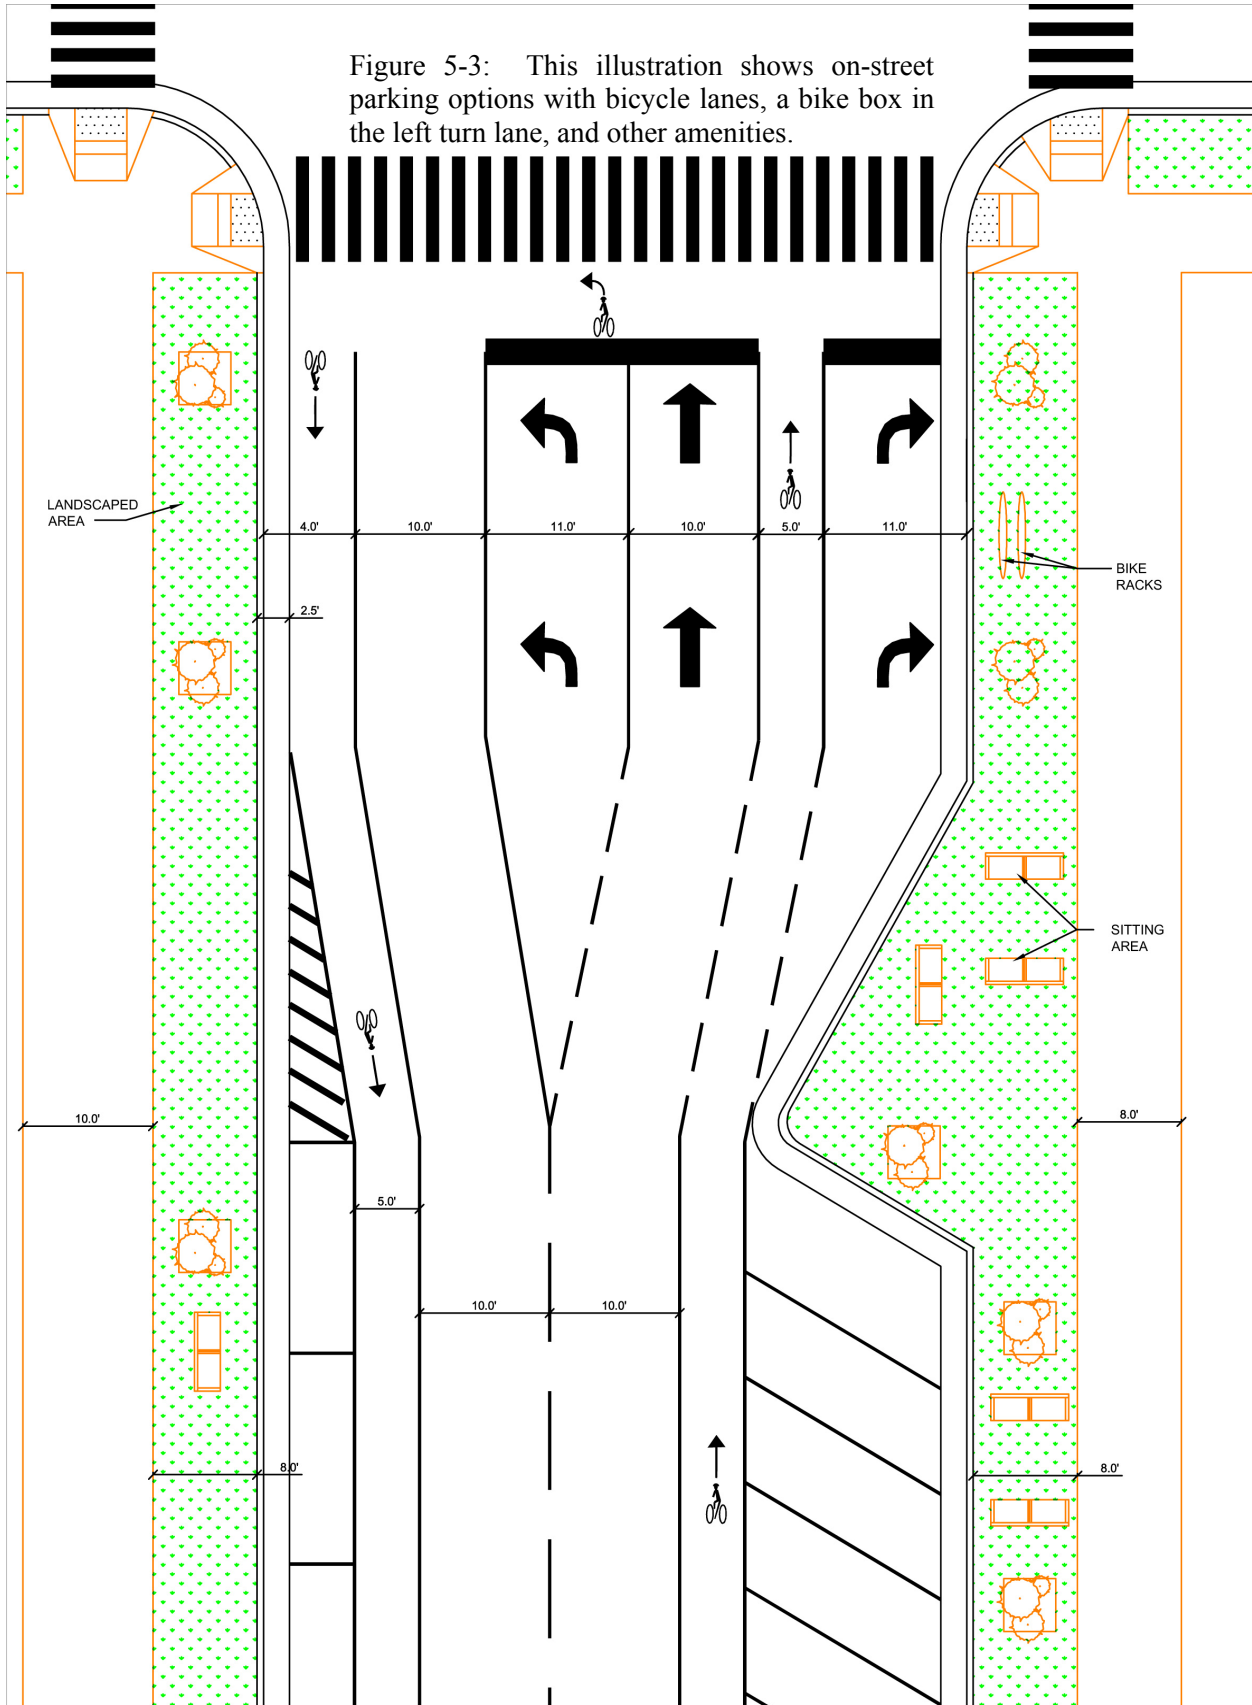 Figure 5-3: This illustration shows on-street
parking options with bicycle lanes, a bike box in
the left turn lane, and other amenities.
LANDSCAPED
AREA
4.0'
10.0'
11.0'
10.0'
5.0'
11.0'
BIKE
RACKS
2.5'
SITTING
AREA
10.0'
8.0'
5.0'
10.0'
10.0'
8.0'
8.0'